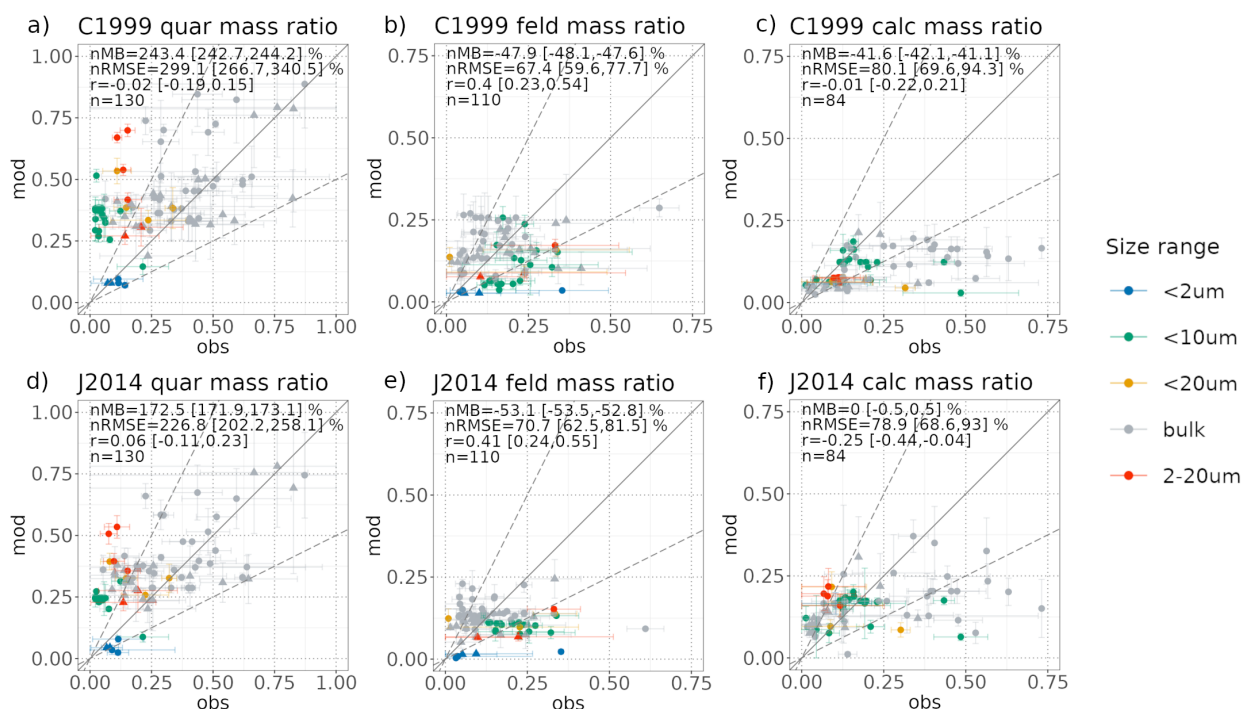 a) C1999 quar mass ratio
nMB=243.4 [242.7,244.2] %
nRMSE=299.1 [266.7,340.5] %
r=-0.02 [-0.19,0.15]
n=130
1.00
0.75
0.50
0.25
0.00
mod
0.00 0.25 0.50 0.75 1.00
obs
b) C1999 feld mass ratio
nMB=-47.9 [-48.1,-47.6] %
nRMSE=67.4 [59.6,77.7] %
r=0.4 [0.23,0.54]
n=110
0.75
0.50
0.25
0.00
mod
0.00 0.25 0.50 0.75
obs
c) C1999 calc mass ratio
nMB=-41.6 [-42.1,-41.1] %
nRMSE=80.1 [69.6,94.3] %
r=-0.01 [-0.22,0.21]
n=84
0.75
0.50
0.25
0.00
mod
0.00 0.25 0.50 0.75
obs
d) J2014 quar mass ratio
nMB=172.5 [171.9,173.1] %
nRMSE=226.8 [202.2,258.1] %
r=0.06 [-0.11,0.23]
n=130
1.00
0.75
0.50
0.25
0.00
mod
0.00 0.25 0.50 0.75 1.00
obs
e) J2014 feld mass ratio
nMB=-53.1 [-53.5,-52.8] %
nRMSE=70.7 [62.5,81.5] %
r=0.41 [0.24,0.55]
n=110
0.75
0.50
0.25
0.00
mod
0.00 0.25 0.50 0.75
obs
f) J2014 calc mass ratio
nMB=0 [-0.5,0.5] %
nRMSE=78.9 [68.6,93] %
r=-0.25 [-0.44,-0.04]
n=84
0.75
0.50
0.25
0.00
mod
0.00 0.25 0.50 0.75
obs
Size range
<2um
<10um
<20um
bulk
2-20um